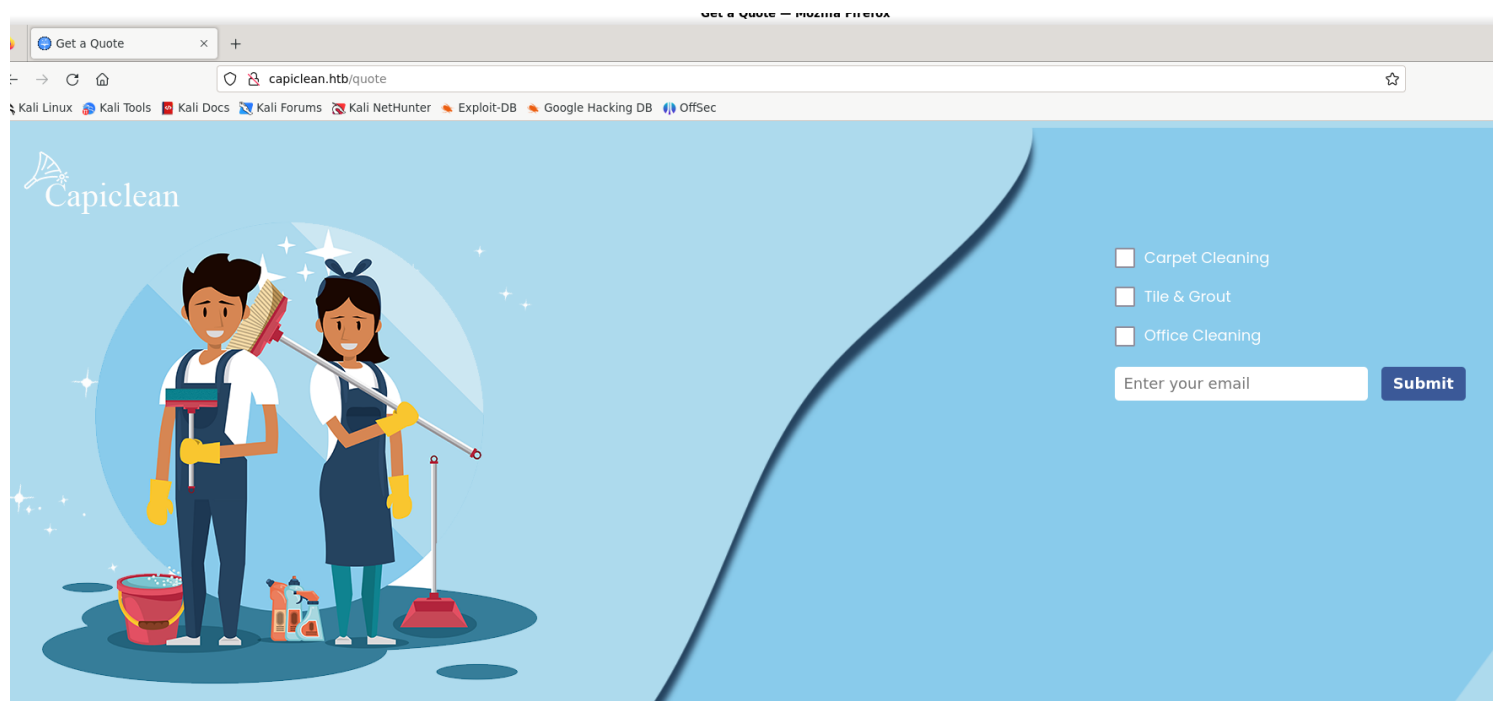 Get a Quote — Mozilla Firefox
Get a Quote
capiclean.htb/quote
Kali Linux Kali Tools Kali Docs Kali Forums Kali NetHunter Exploit-DB Google Hacking DB OffSec
Capiclean
Carpet Cleaning
Tile & Grout
Office Cleaning
Enter your email Submit